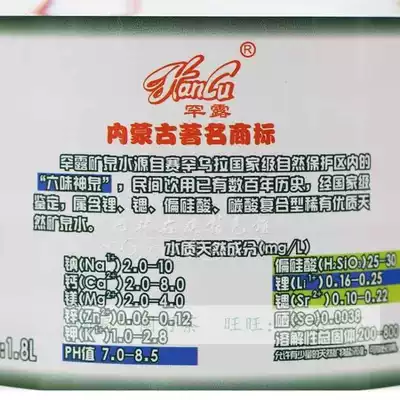 HanLu®
罕露
内蒙古著名商标
罕露矿泉水源自赛罕乌拉国家级自然保护区内的
“六味神泉”，民间饮用已有数百年历史，经国家级
鉴定，属含锂、锶、偏硅酸、碳酸复合型稀有优质天
然矿泉水。
水质天然成分(mg/L)
钠(Na⁺)2.0-10
钙(Ca²⁺)2.0-8.0
镁(Mg²⁺)2.0-4.0
锌(Zn²⁺)0.06-0.12
钾(K⁺)1.0-2.8
PH值 7.0-8.5
偏硅酸(H₂SiO₃)25-30
锂(Li⁺)0.16-0.25
锶(Sr²⁺)0.10-0.22
硒(Se)0.0038
溶解性总固体200-800
:1.8L